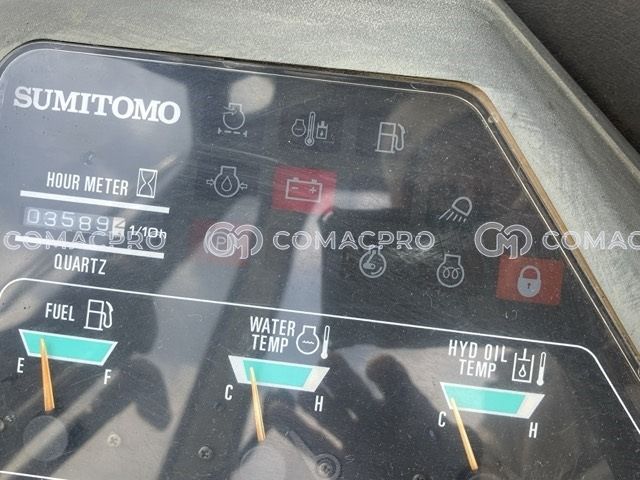 SUMITOMO
HOUR METER
03589 1/10h
QUARTZ
COMACPRO COMACPRO COMACPRO
FUEL
E F
WATER
TEMP
C H
HYD OIL
TEMP
C H